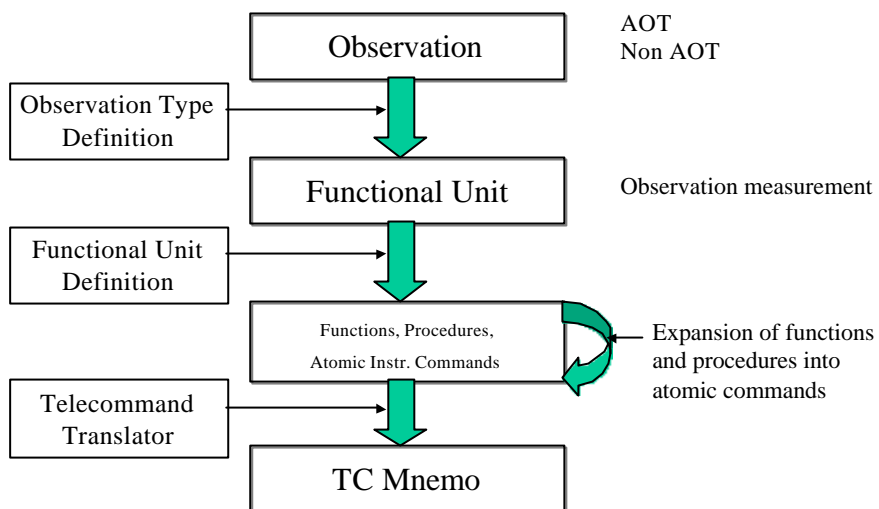 Observation
AOT
Non AOT
Observation Type
Definition
Functional Unit
Observation measurement
Functional Unit
Definition
Functions, Procedures,
Atomic Instr. Commands
Expansion of functions
and procedures into
atomic commands
Telecommand
Translator
TC Mnemo